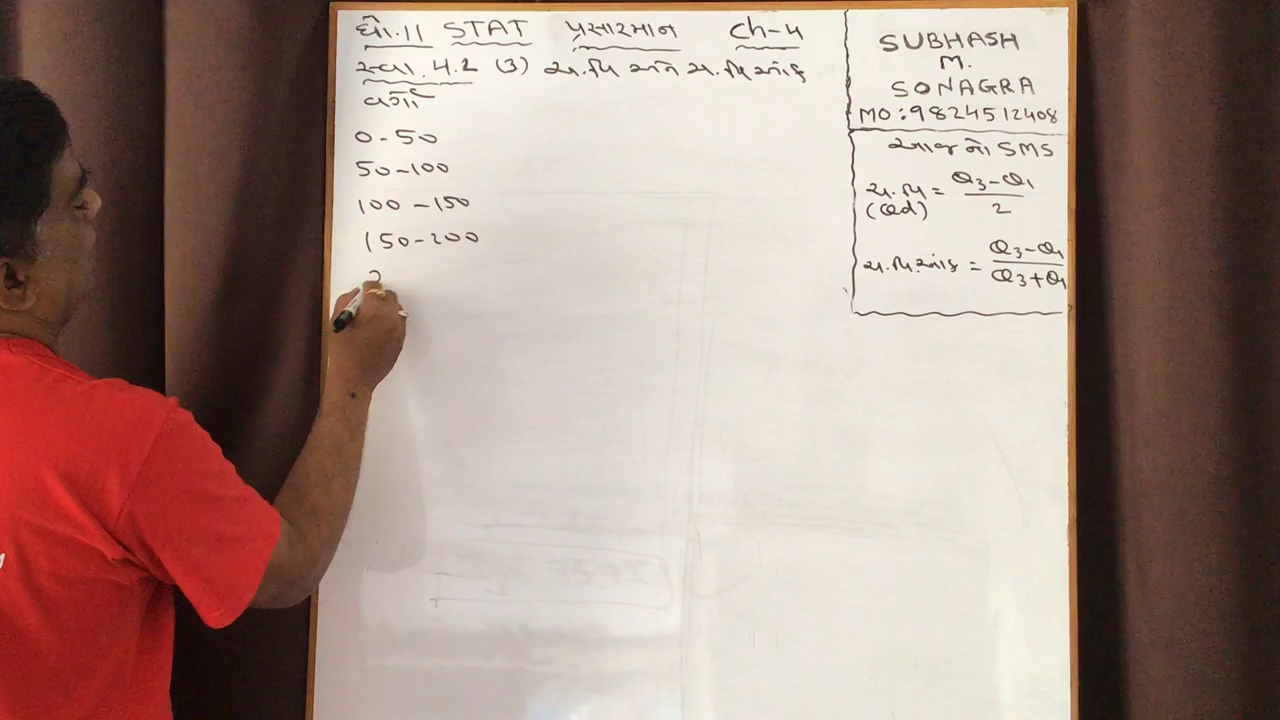 ધો.11 STAT પ્રસારમાન Ch-4
સ્વા. 4.2 (3) ચ.વિ અને ચ.વિ અાંક
વર્ગ
0-50
50-100
100-150
150-200
2
SUBHASH
M.
SONAGRA
MO:9824512408
આજ નો SMS
ચ.વિ = Q3-Q1 / 2
(Qd)
ચ.વિ.આંક = Q3-Q1 / Q3+Q1